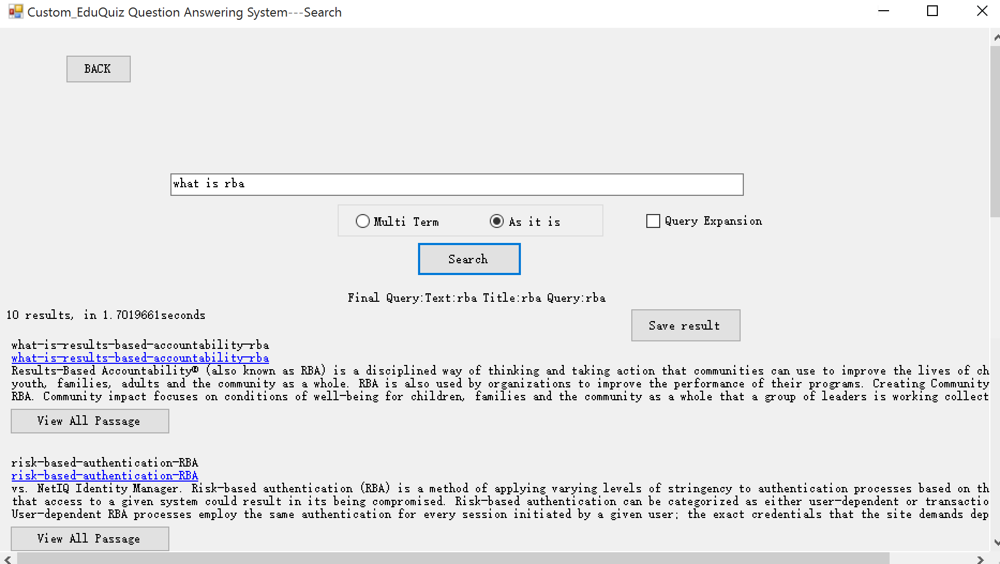 Custom_EduQuiz Question Answering System---Search
BACK
what is rba
Multi Term
As it is
Query Expansion
Search
Final Query:Text:rba Title:rba Query:rba
10 results, in 1.7019661seconds
Save result
what-is-results-based-accountability-rba
what-is-results-based-accountability-rba
Results-Based Accountability® (also known as RBA) is a disciplined way of thinking and taking action that communities can use to improve the lives of ch
youth, families, adults and the community as a whole. RBA is also used by organizations to improve the performance of their programs. Creating Community
RBA. Community impact focuses on conditions of well-being for children, families and the community as a whole that a group of leaders is working collect
View All Passage
risk-based-authentication-RBA
risk-based-authentication-RBA
vs. NetIQ Identity Manager. Risk-based authentication (RBA) is a method of applying varying levels of stringency to authentication processes based on th
that access to a given system could result in its being compromised. Risk-based authentication can be categorized as either user-dependent or transactio
User-dependent RBA processes employ the same authentication for every session initiated by a given user; the exact credentials that the site demands dep
View All Passage